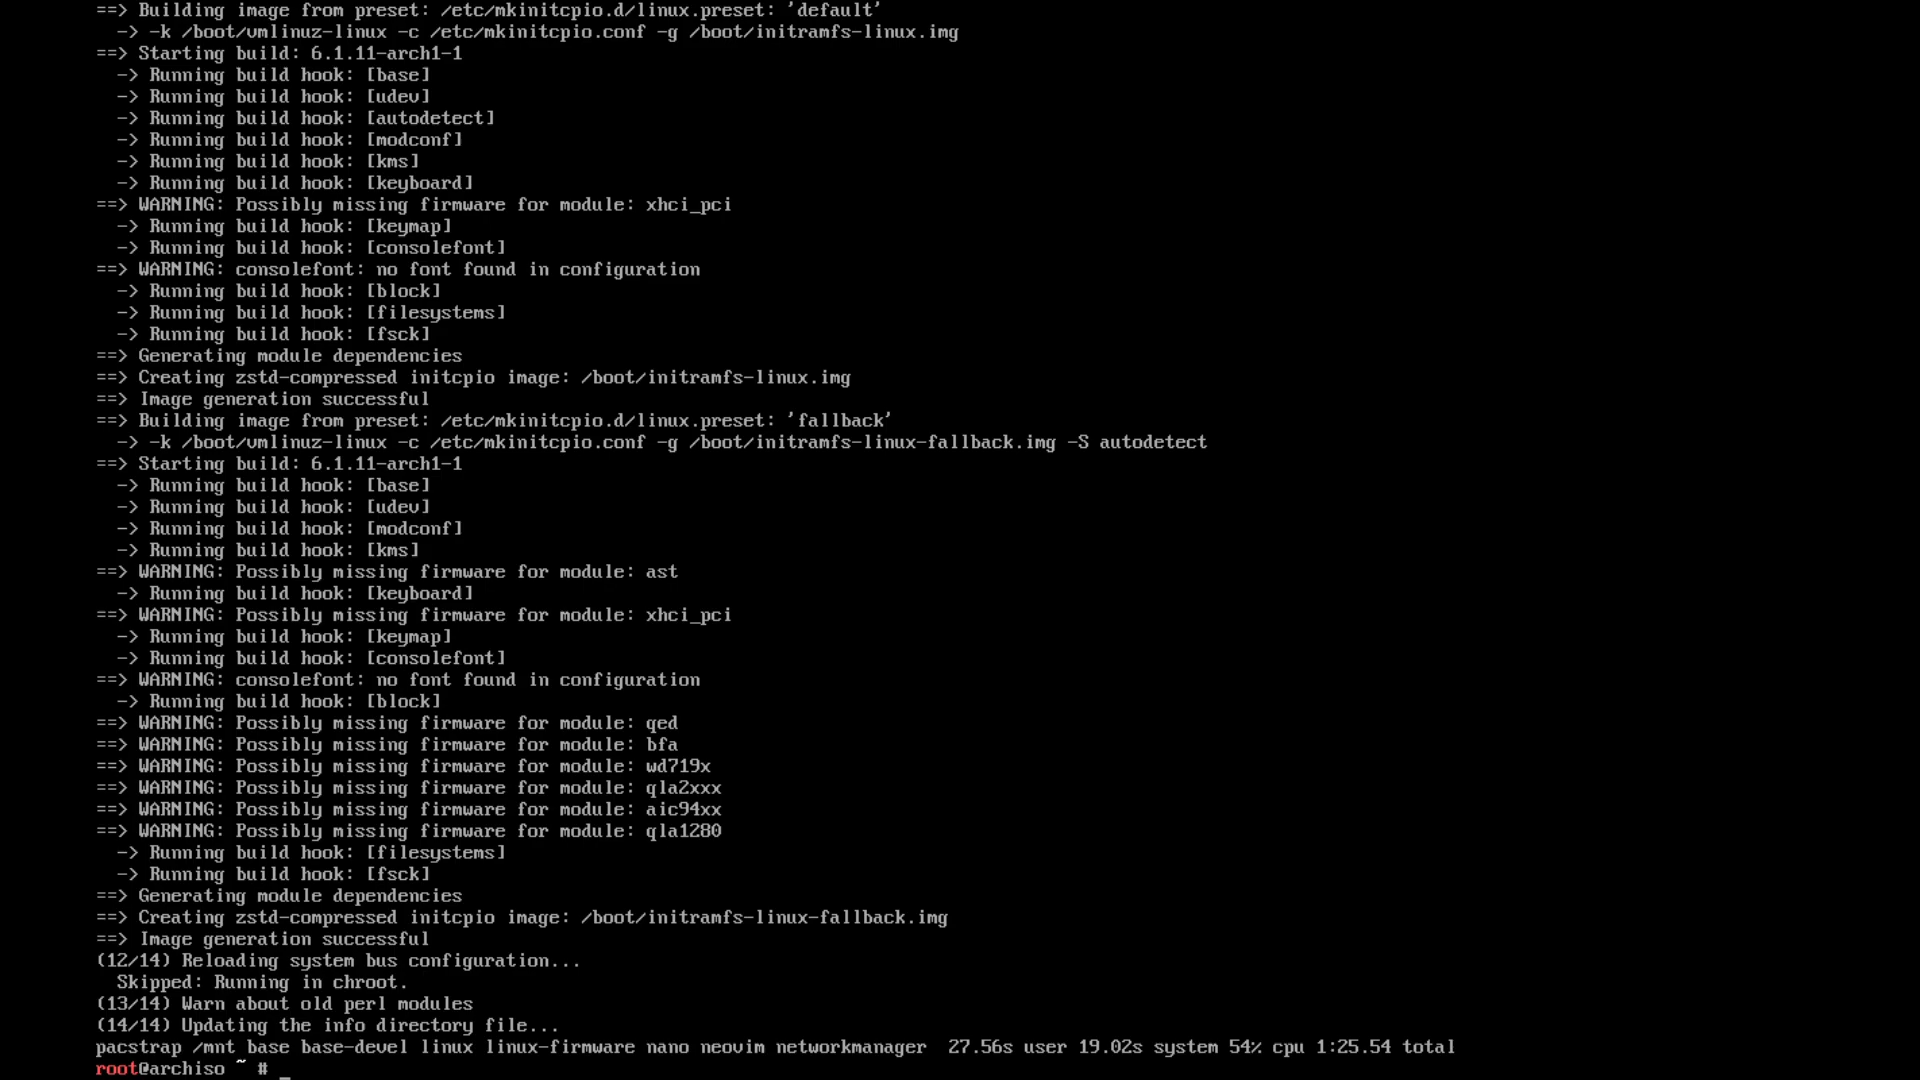 ==> Building image from preset: /etc/mkinitcpio.d/linux.preset: 'default'
  -> -k /boot/vmlinuz-linux -c /etc/mkinitcpio.conf -g /boot/initramfs-linux.img
==> Starting build: 6.1.11-arch1-1
  -> Running build hook: [base]
  -> Running build hook: [udev]
  -> Running build hook: [autodetect]
  -> Running build hook: [modconf]
  -> Running build hook: [kms]
  -> Running build hook: [keyboard]
==> WARNING: Possibly missing firmware for module: xhci_pci
  -> Running build hook: [keymap]
  -> Running build hook: [consolefont]
==> WARNING: consolefont: no font found in configuration
  -> Running build hook: [block]
  -> Running build hook: [filesystems]
  -> Running build hook: [fsck]
==> Generating module dependencies
==> Creating zstd-compressed initcpio image: /boot/initramfs-linux.img
==> Image generation successful
==> Building image from preset: /etc/mkinitcpio.d/linux.preset: 'fallback'
  -> -k /boot/vmlinuz-linux -c /etc/mkinitcpio.conf -g /boot/initramfs-linux-fallback.img -S autodetect
==> Starting build: 6.1.11-arch1-1
  -> Running build hook: [base]
  -> Running build hook: [udev]
  -> Running build hook: [modconf]
  -> Running build hook: [kms]
==> WARNING: Possibly missing firmware for module: ast
  -> Running build hook: [keyboard]
==> WARNING: Possibly missing firmware for module: xhci_pci
  -> Running build hook: [keymap]
  -> Running build hook: [consolefont]
==> WARNING: consolefont: no font found in configuration
  -> Running build hook: [block]
==> WARNING: Possibly missing firmware for module: qed
==> WARNING: Possibly missing firmware for module: bfa
==> WARNING: Possibly missing firmware for module: wd719x
==> WARNING: Possibly missing firmware for module: qla2xxx
==> WARNING: Possibly missing firmware for module: aic94xx
==> WARNING: Possibly missing firmware for module: qla1280
  -> Running build hook: [filesystems]
  -> Running build hook: [fsck]
==> Generating module dependencies
==> Creating zstd-compressed initcpio image: /boot/initramfs-linux-fallback.img
==> Image generation successful
(12/14) Reloading system bus configuration...
  Skipped: Running in chroot.
(13/14) Warn about old perl modules
(14/14) Updating the info directory file...
pacstrap /mnt base base-devel linux linux-firmware nano neovim networkmanager  27.56s user 19.02s system 54% cpu 1:25.54 total
root@archiso ~ # _